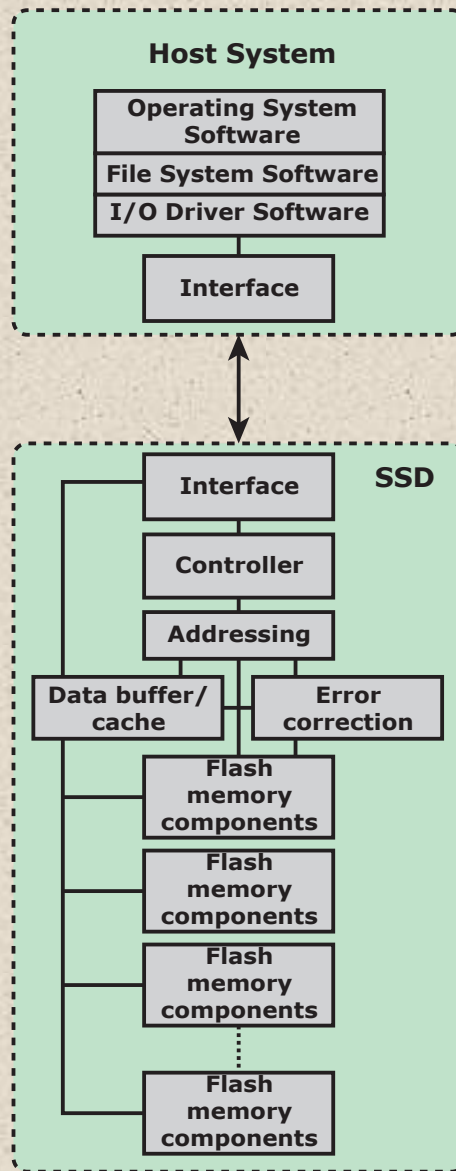 Host System
Operating System
Software
File System Software
I/O Driver Software
Interface
SSD
Interface
Controller
Addressing
Data buffer/
cache
Error
correction
Flash
memory
components
Flash
memory
components
Flash
memory
components
Flash
memory
components